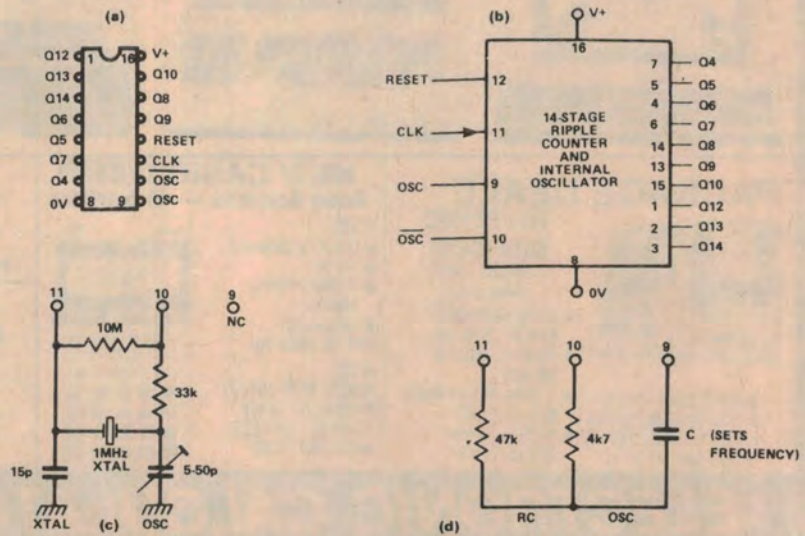 (a)
Q12 1 16 V+
Q13 Q10
Q14 Q8
Q6 Q9
Q5 RESET
Q7 CLK
Q4 OSC
0V 8 9 OSC
(b)
V+
16
RESET 12
CLK 11
OSC 9
OSC 10
14-STAGE
RIPPLE
COUNTER
AND
INTERNAL
OSCILLATOR
7 Q4
5 Q5
4 Q6
6 Q7
14 Q8
13 Q9
15 Q10
1 Q12
2 Q13
3 Q14
8
0V
11 10 9
NC
10M
33k
1MHz
XTAL
15p 5-50p
XTAL (c) OSC
11 10 9
47k 4k7 C (SETS
FREQUENCY)
RC OSC
(d)